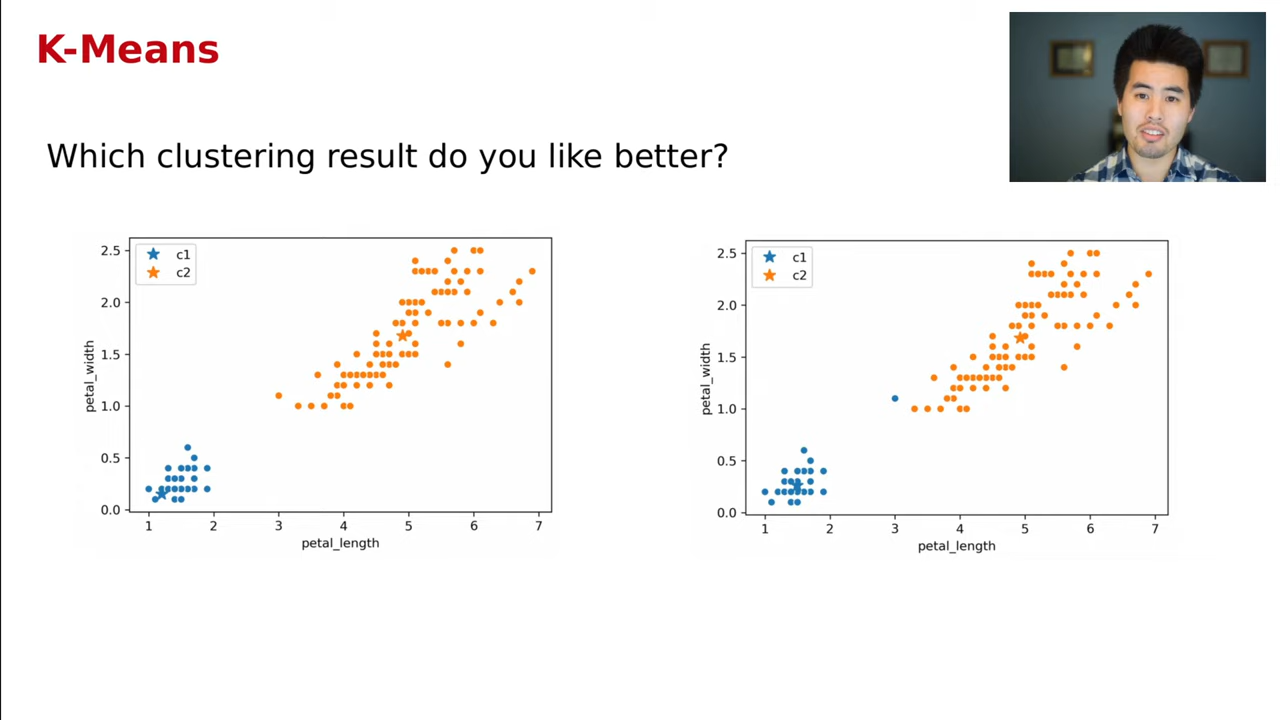 K-Means
Which clustering result do you like better?
c1
c2
2.5
2.0
1.5
1.0
0.5
0.0
petal_width
1 2 3 4 5 6 7
petal_length
c1
c2
2.5
2.0
1.5
1.0
0.5
0.0
petal_width
1 2 3 4 5 6 7
petal_length